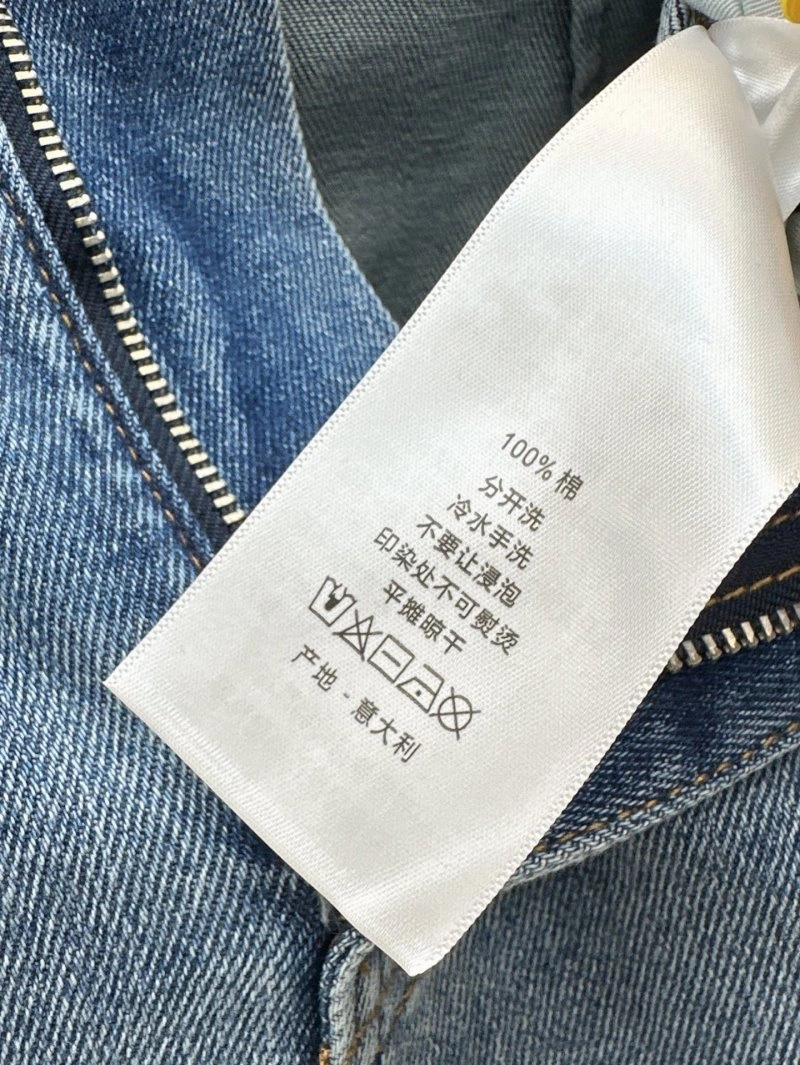 100% 棉
分开洗
冷水手洗
不要让浸泡
印染处不可熨烫
平摊晾干
产地 - 意大利